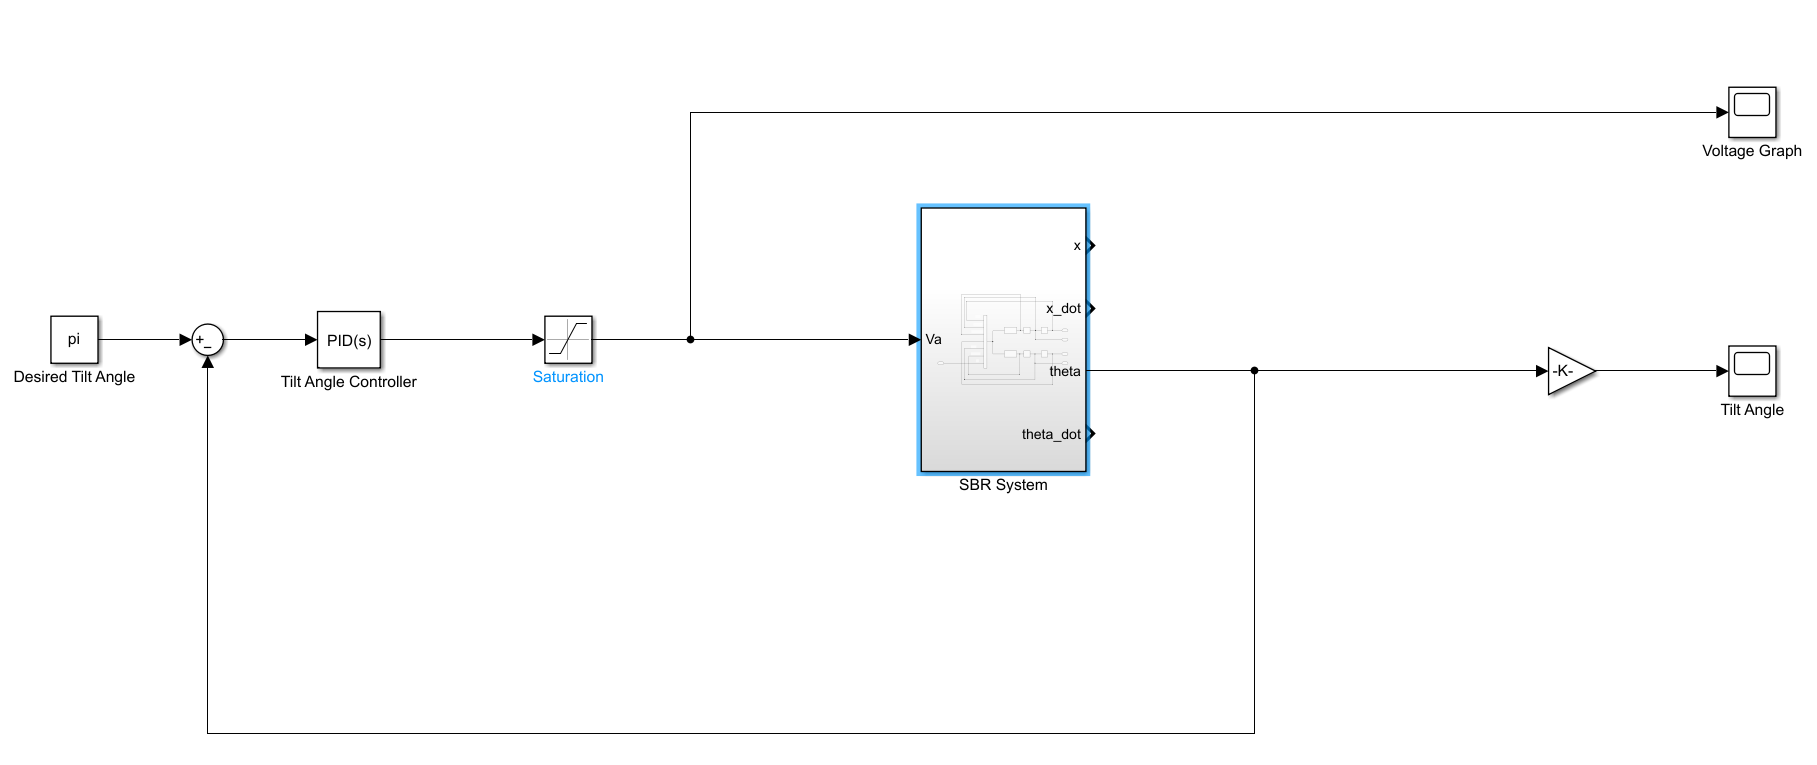 Voltage Graph
x
x_dot
pi
+
_
PID(s)
Va
theta
-K-
Desired Tilt Angle
Tilt Angle Controller
Saturation
Tilt Angle
theta_dot
SBR System